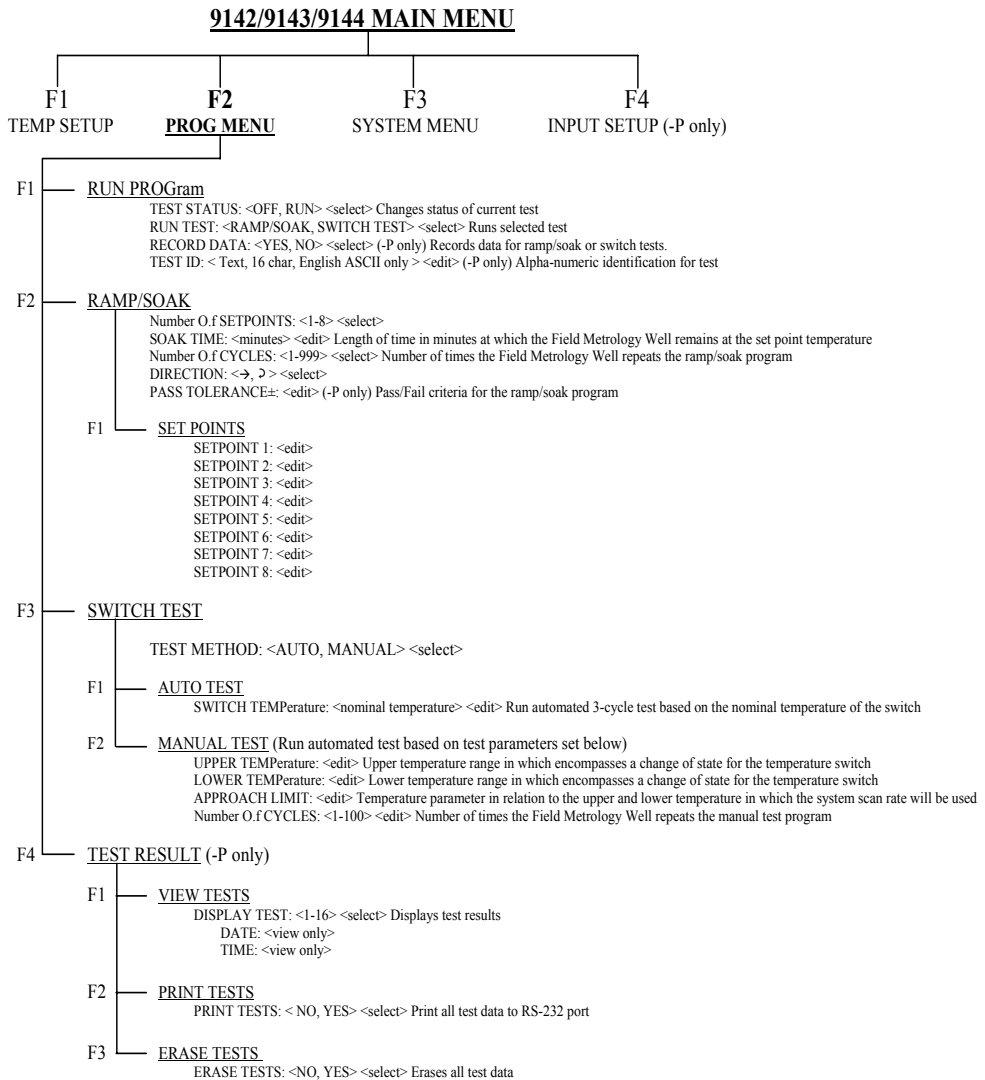 9142/9143/9144 MAIN MENU
F1 F2 F3 F4
TEMP SETUP PROG MENU SYSTEM MENU INPUT SETUP (-P only)
F1 RUN PROGram
TEST STATUS: <OFF, RUN> <select> Changes status of current test
RUN TEST: <RAMP/SOAK, SWITCH TEST> <select> Runs selected test
RECORD DATA: <YES, NO> <select> (-P only) Records data for ramp/soak or switch tests.
TEST ID: < Text, 16 char, English ASCII only > <edit> (-P only) Alpha-numeric identification for test
F2 RAMP/SOAK
Number O.f SETPOINTS: <1-8> <select>
SOAK TIME: <minutes> <edit> Length of time in minutes at which the Field Metrology Well remains at the set point temperature
Number O.f CYCLES: <1-999> <select> Number of times the Field Metrology Well repeats the ramp/soak program
DIRECTION: <→, ⊃ > <select>
PASS TOLERANCE±: <edit> (-P only) Pass/Fail criteria for the ramp/soak program
F1 SET POINTS
SETPOINT 1: <edit>
SETPOINT 2: <edit>
SETPOINT 3: <edit>
SETPOINT 4: <edit>
SETPOINT 5: <edit>
SETPOINT 6: <edit>
SETPOINT 7: <edit>
SETPOINT 8: <edit>
F3 SWITCH TEST
TEST METHOD: <AUTO, MANUAL> <select>
F1 AUTO TEST
SWITCH TEMPerature: <nominal temperature> <edit> Run automated 3-cycle test based on the nominal temperature of the switch
F2 MANUAL TEST (Run automated test based on test parameters set below)
UPPER TEMPerature: <edit> Upper temperature range in which encompasses a change of state for the temperature switch
LOWER TEMPerature: <edit> Lower temperature range in which encompasses a change of state for the temperature switch
APPROACH LIMIT: <edit> Temperature parameter in relation to the upper and lower temperature in which the system scan rate will be used
Number O.f CYCLES: <1-100> <edit> Number of times the Field Metrology Well repeats the manual test program
F4 TEST RESULT (-P only)
F1 VIEW TESTS
DISPLAY TEST: <1-16> <select> Displays test results
DATE: <view only>
TIME: <view only>
F2 PRINT TESTS
PRINT TESTS: < NO, YES> <select> Print all test data to RS-232 port
F3 ERASE TESTS
ERASE TESTS: <NO, YES> <select> Erases all test data